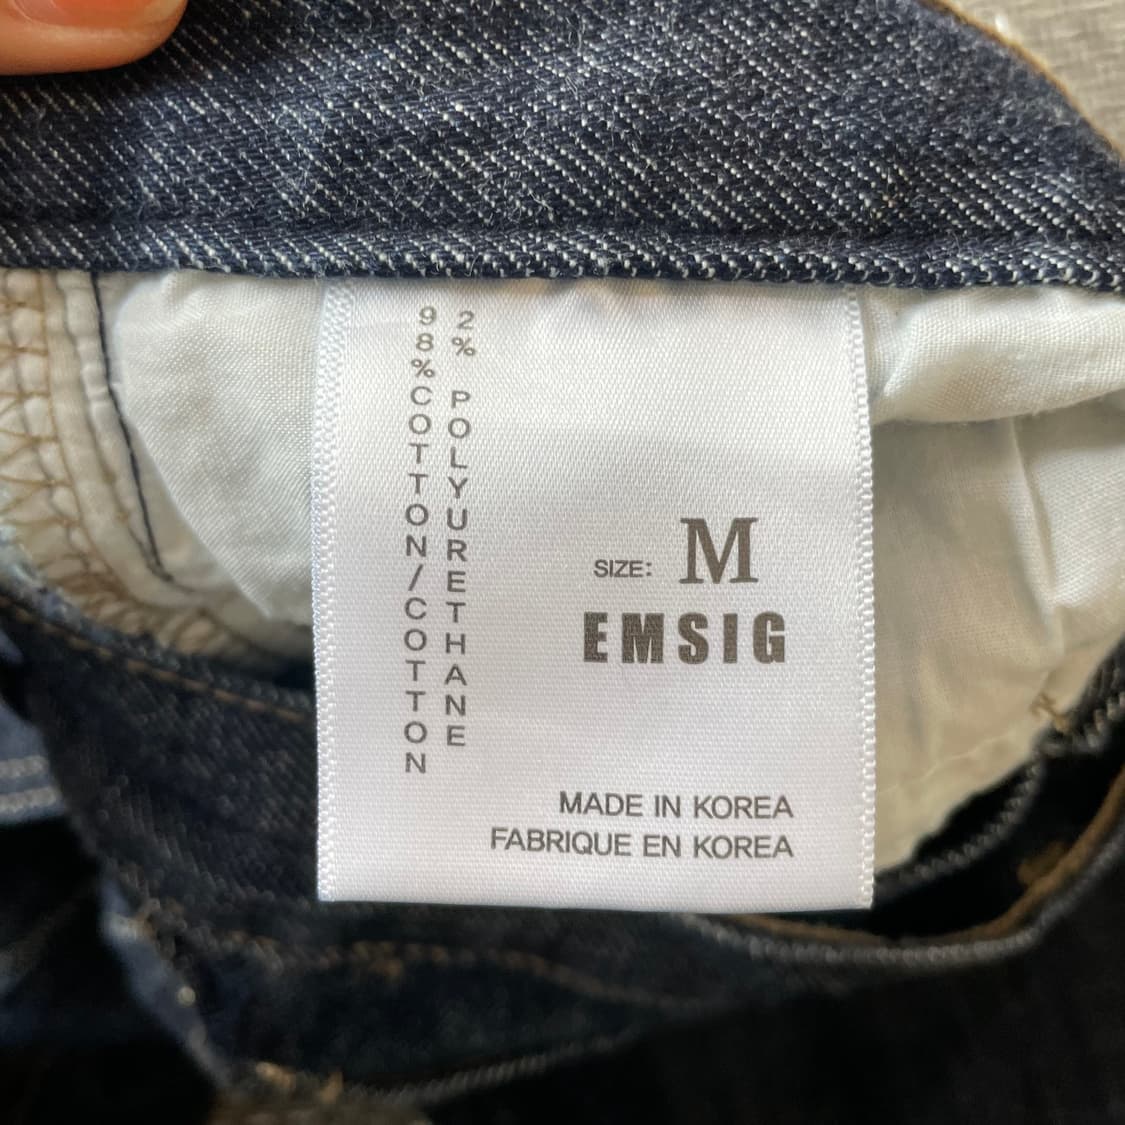 98%COTTON/COTTON
2% POLYURETHANE
SIZE: M
EMSIG
MADE IN KOREA
FABRIQUE EN KOREA